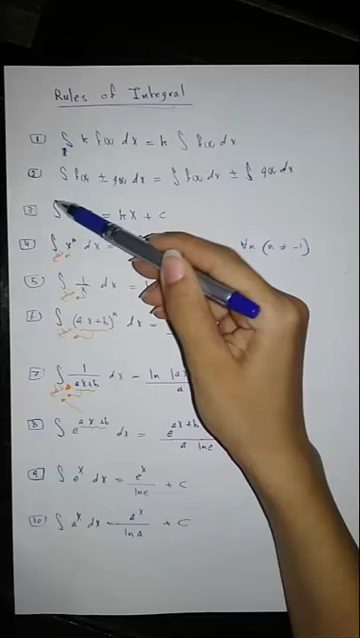 Rules of Integral
1 ∫ k f(x) dx = k ∫ f(x) dx
2 ∫ f(x) ± g(x) dx = ∫ f(x) dx ± ∫ g(x) dx
3 ∫ = kx + c
4 ∫ xⁿ dx = ∀n (n ≠ -1)
5 ∫ 1/x dx =
6 ∫ (ax+b)ⁿ dx =
7 ∫ 1/(ax+b) dx = ln |ax / a
8 ∫ e^(ax+b) dx = e^(ax+b) / a lne
9 ∫ eˣ dx = eˣ / lne + c
10 ∫ aˣ dx = aˣ / ln a + c